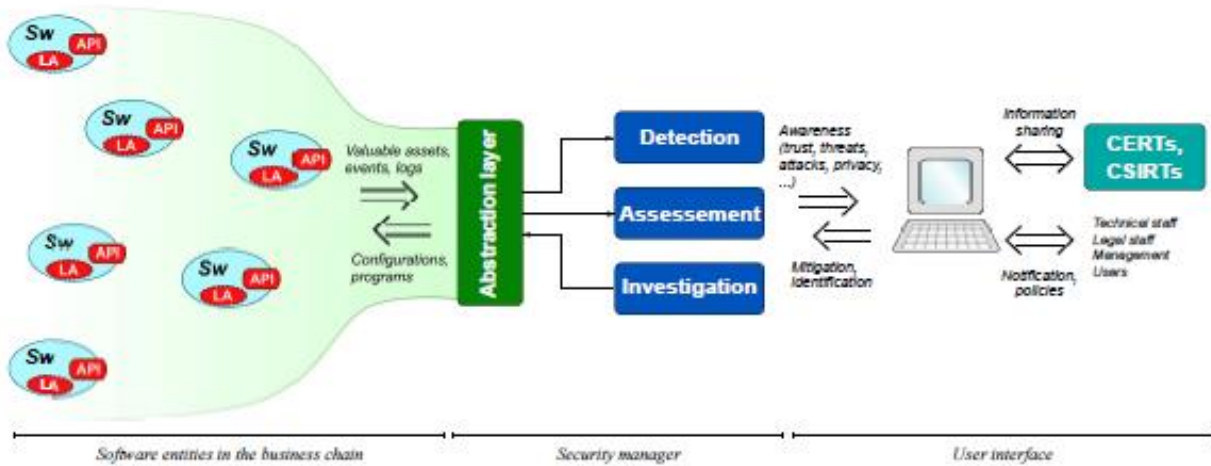 Sw
API
LA
Sw
API
LA
Sw
API
LA
Sw
API
LA
Sw
API
LA
Sw
API
LA
Valuable assets,
events, logs
Configurations,
programs
Abstraction layer
Detection
Assessement
Investigation
Awareness
(trust, threats,
attacks, privacy,
...)
Mitigation,
Identification
Information
sharing
CERTs,
CSIRTs
Notification,
policies
Technical staff
Legal staff
Management
Users
Software entities in the business chain
Security manager
User interface